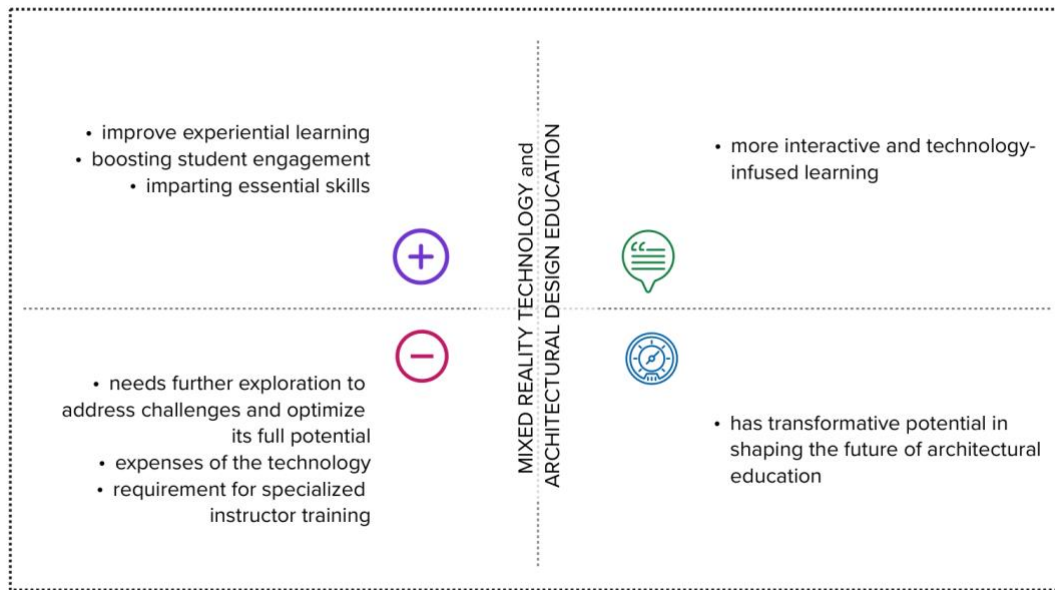 • improve experiential learning
• boosting student engagement
• imparting essential skills
MIXED REALITY TECHNOLOGY and
ARCHITECTURAL DESIGN EDUCATION
• more interactive and technology-
infused learning
• needs further exploration to
address challenges and optimize
its full potential
• expenses of the technology
• requirement for specialized
instructor training
• has transformative potential in
shaping the future of architectural
education